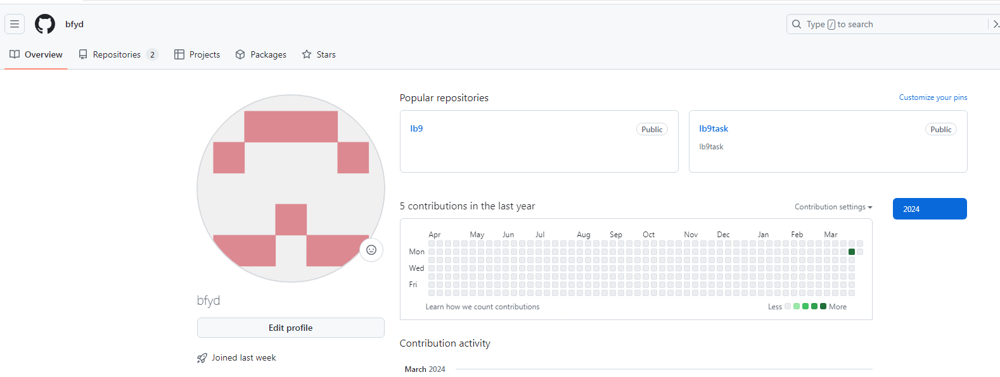 bfyd
Type / to search
Overview Repositories 2 Projects Packages Stars
Popular repositories Customize your pins
lb9 Public
lb9task Public
lb9task
5 contributions in the last year Contribution settings 2024
Apr May Jun Jul Aug Sep Oct Nov Dec Jan Feb Mar
Mon
Wed
Fri
Learn how we count contributions Less More
bfyd
Edit profile
Joined last week
Contribution activity
March 2024